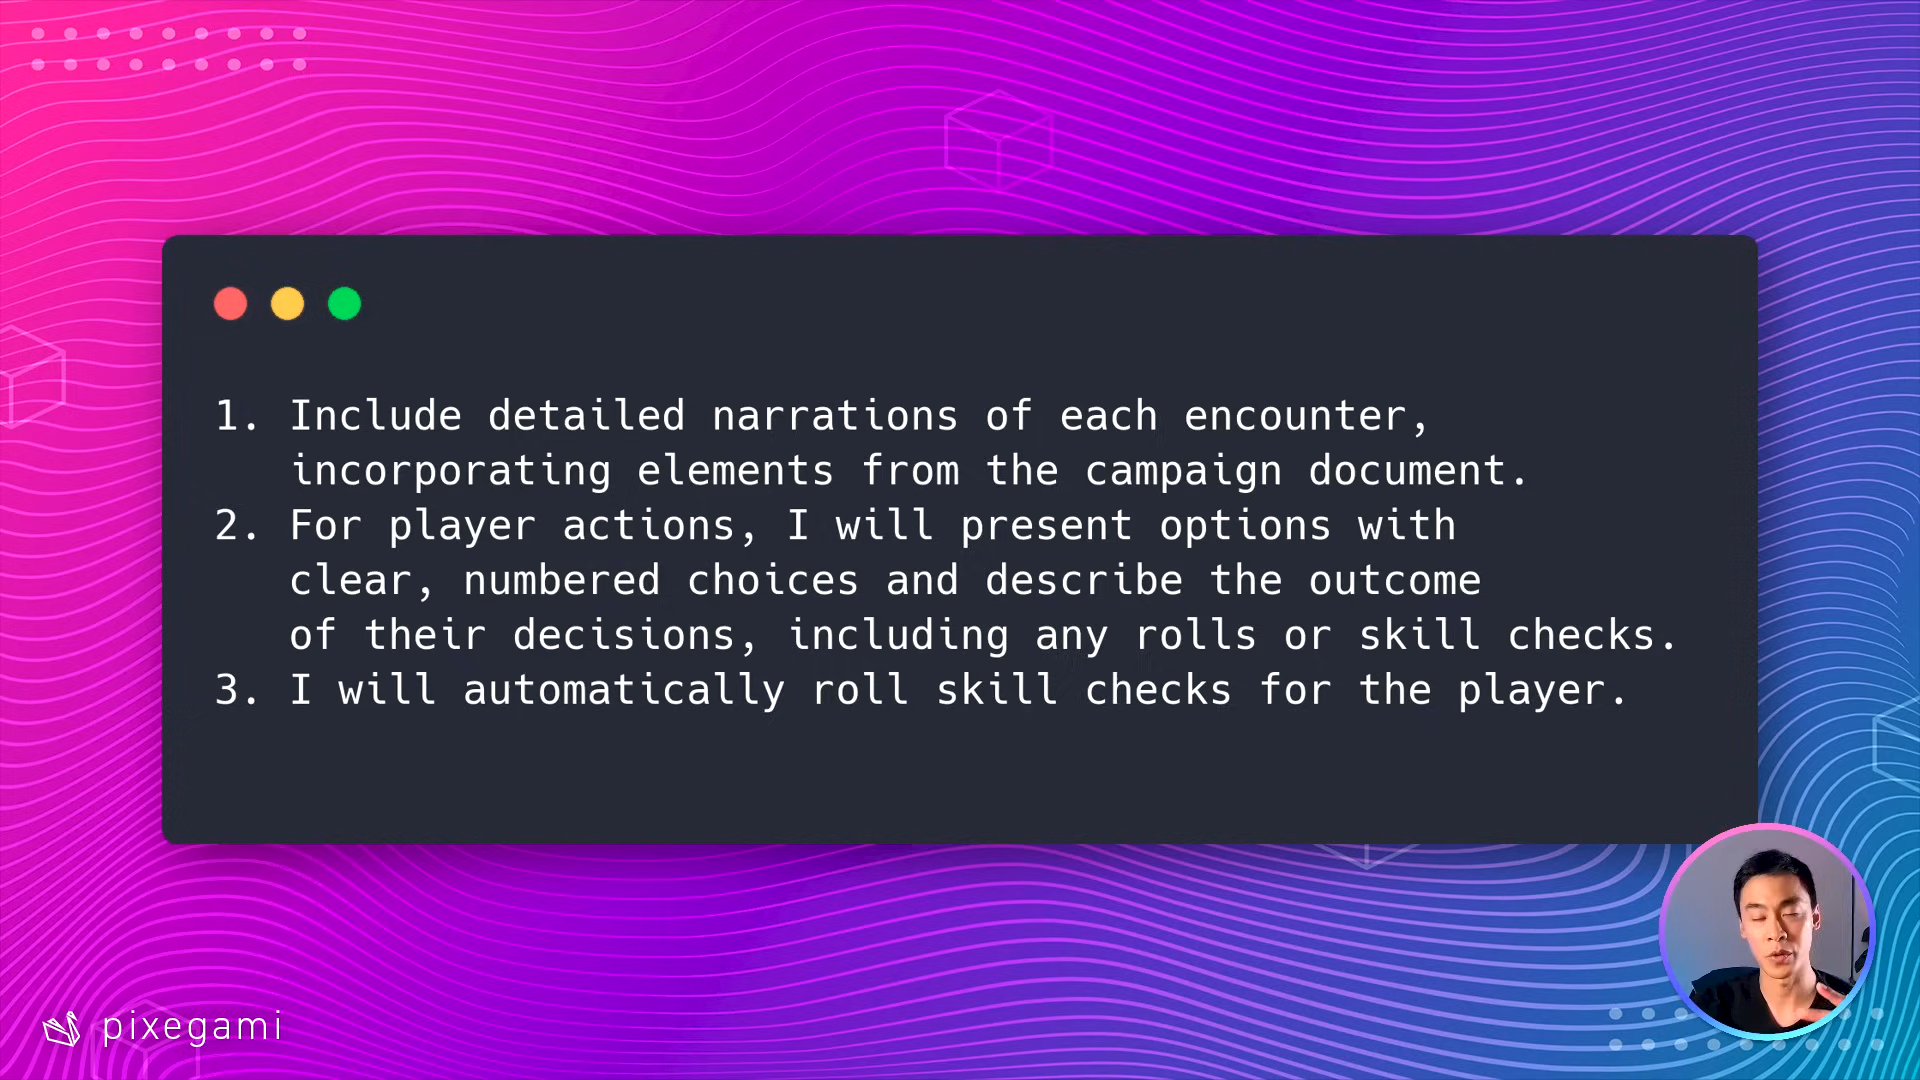 1. Include detailed narrations of each encounter,
incorporating elements from the campaign document.
2. For player actions, I will present options with
clear, numbered choices and describe the outcome
of their decisions, including any rolls or skill checks.
3. I will automatically roll skill checks for the player.
pixegami